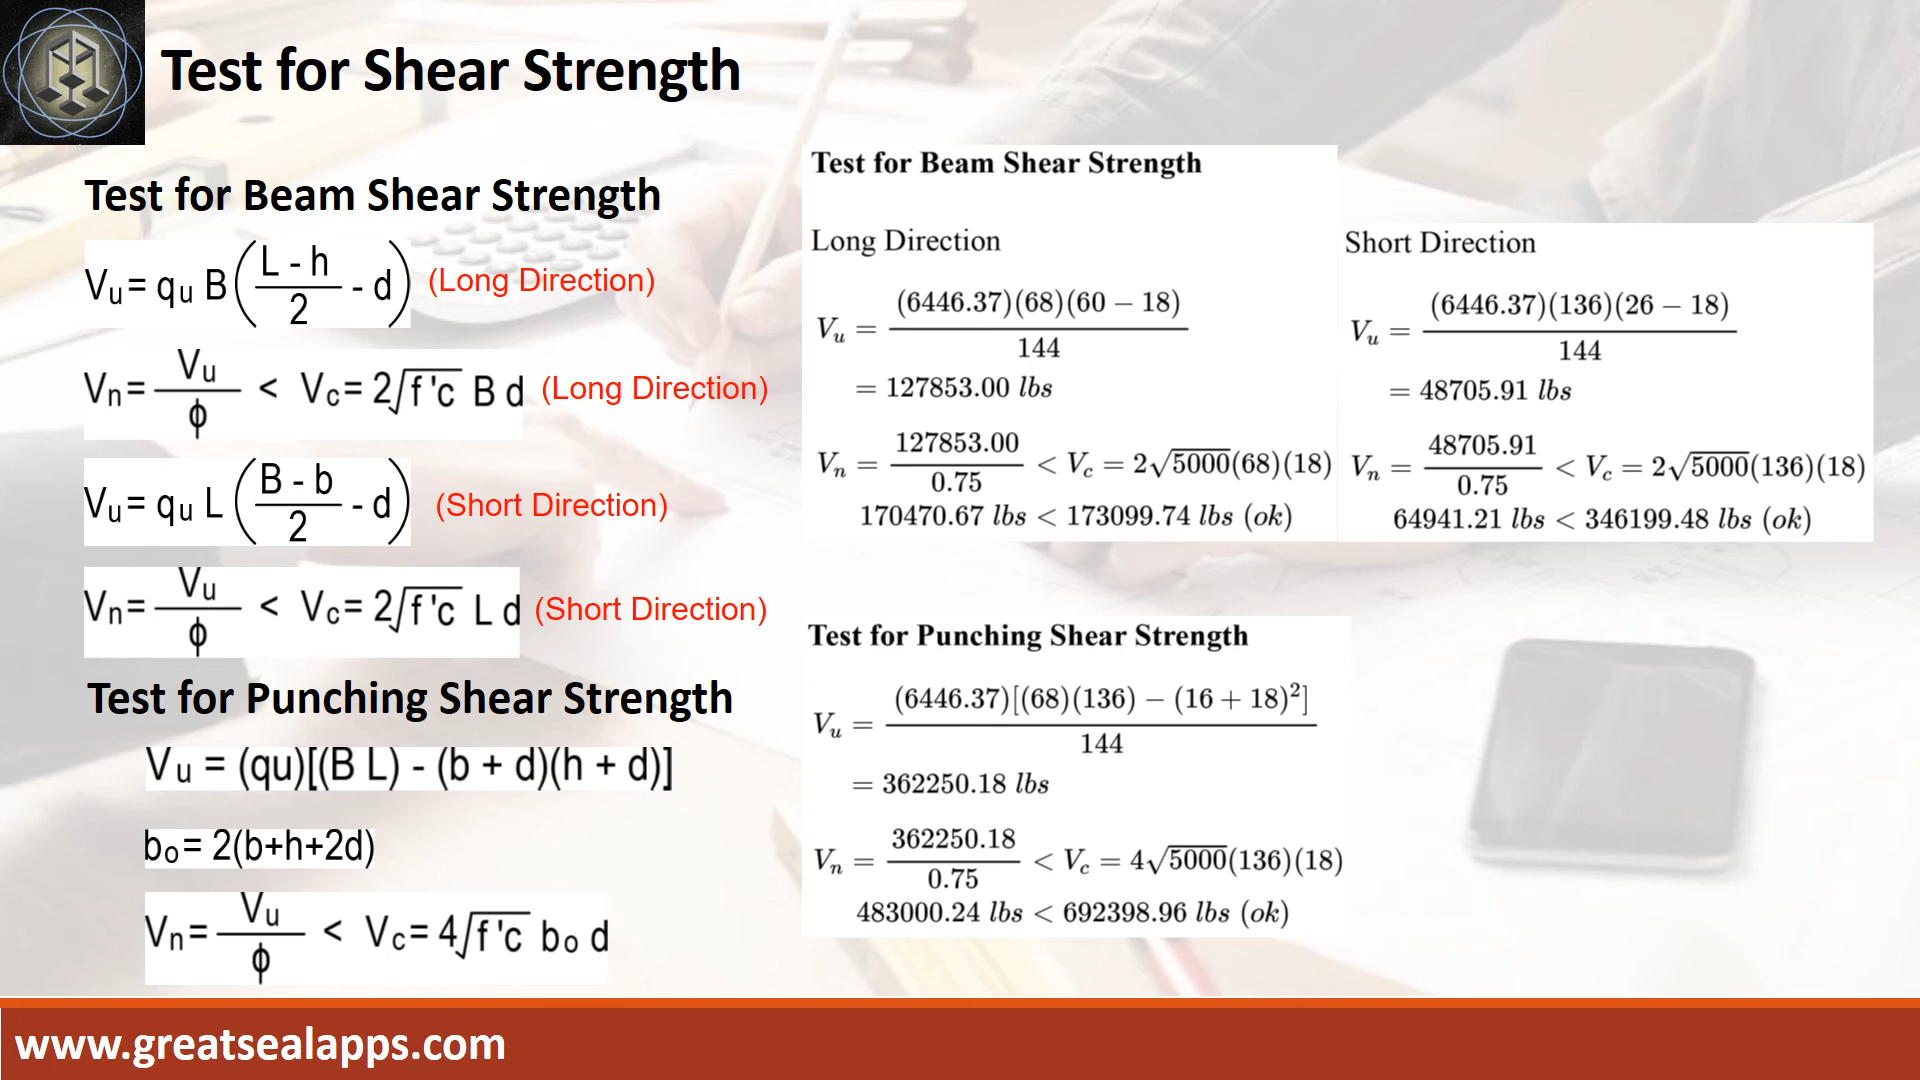 Test for Shear Strength
Test for Beam Shear Strength
Vu = qu B ( (L - h)/2 - d ) (Long Direction)
Vn = Vu/ϕ < Vc = 2√f 'c B d (Long Direction)
Vu = qu L ( (B - b)/2 - d ) (Short Direction)
Vn = Vu/ϕ < Vc = 2√f 'c L d (Short Direction)
Test for Punching Shear Strength
Vu = (qu)[(B L) - (b + d)(h + d)]
bo = 2(b+h+2d)
Vn = Vu/ϕ < Vc = 4√f 'c bo d
Test for Beam Shear Strength
Long Direction
Vu = (6446.37)(68)(60 − 18)/144
= 127853.00 lbs
Vn = 127853.00/0.75 < Vc = 2√5000(68)(18)
170470.67 lbs < 173099.74 lbs (ok)
Short Direction
Vu = (6446.37)(136)(26 − 18)/144
= 48705.91 lbs
Vn = 48705.91/0.75 < Vc = 2√5000(136)(18)
64941.21 lbs < 346199.48 lbs (ok)
Test for Punching Shear Strength
Vu = (6446.37)[(68)(136) − (16 + 18)²]/144
= 362250.18 lbs
Vn = 362250.18/0.75 < Vc = 4√5000(136)(18)
483000.24 lbs < 692398.96 lbs (ok)
www.greatsealapps.com